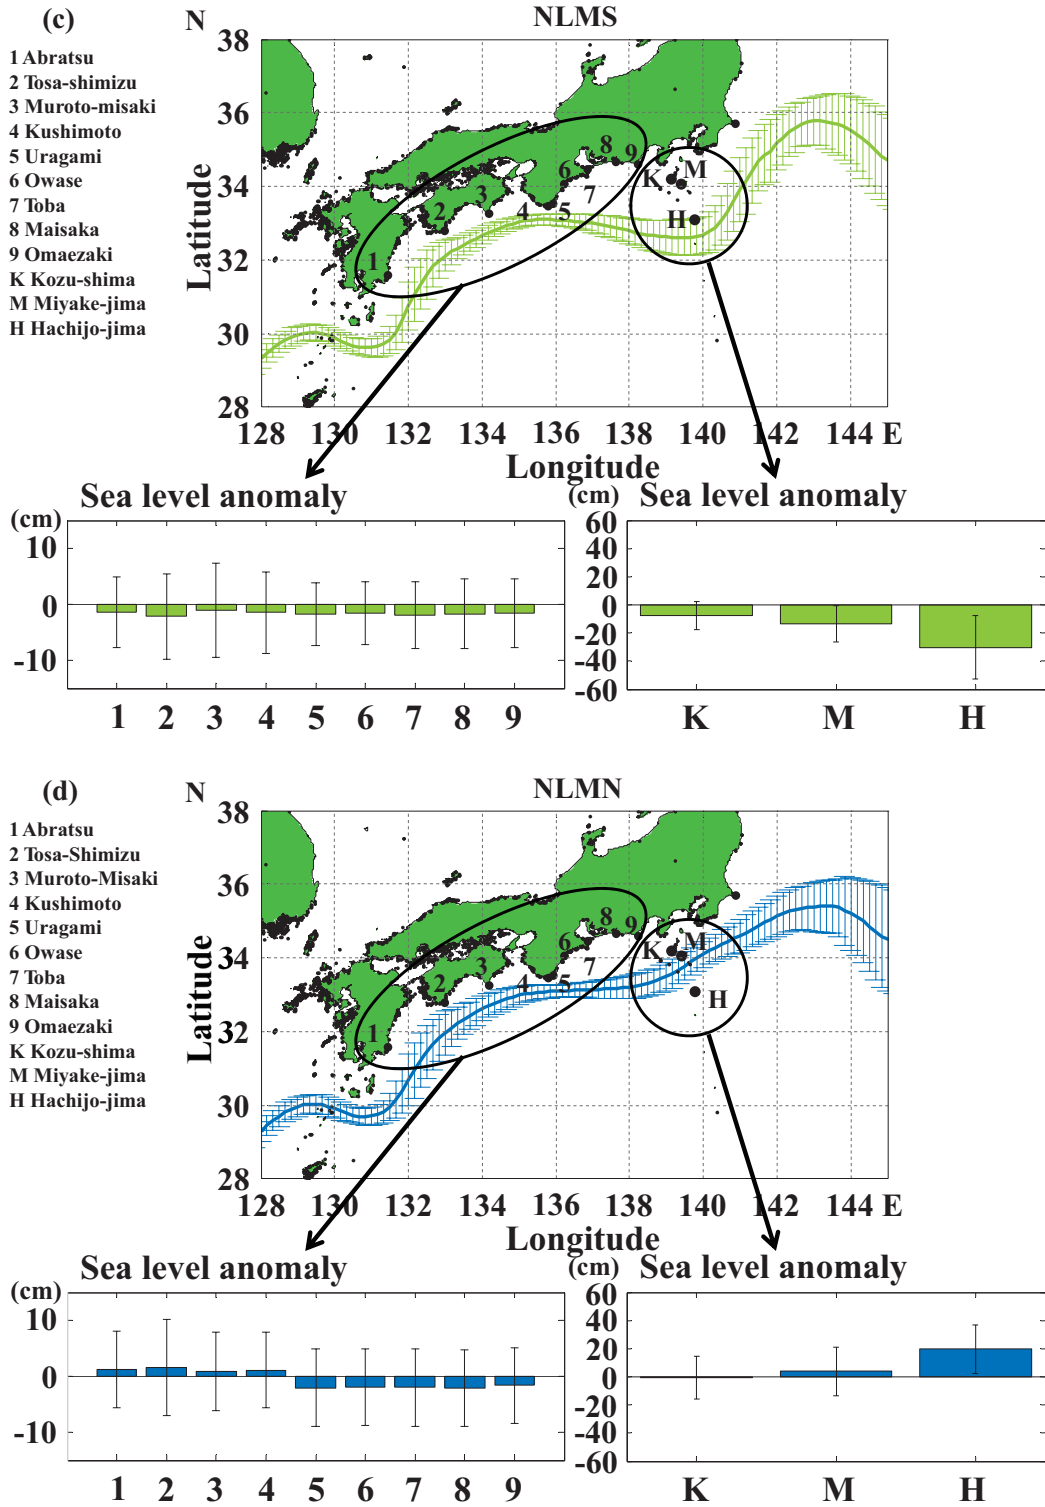 (c)
N
NLMS
1 Abratsu
2 Tosa-shimizu
3 Muroto-misaki
4 Kushimoto
5 Uragami
6 Owase
7 Toba
8 Maisaka
9 Omaezaki
K Kozu-shima
M Miyake-jima
H Hachijo-jima
Latitude
38
36
34
32
30
28
1
2
3
4
5
6
7
8
9
K
M
H
128 130 132 134 136 138 140 142 144 E
Longitude
Sea level anomaly
(cm)
10
0
-10
1 2 3 4 5 6 7 8 9
Sea level anomaly
(cm)
60
40
20
0
-20
-40
-60
K M H
(d)
N
NLMN
1 Abratsu
2 Tosa-Shimizu
3 Muroto-Misaki
4 Kushimoto
5 Uragami
6 Owase
7 Toba
8 Maisaka
9 Omaezaki
K Kozu-shima
M Miyake-jima
H Hachijo-jima
Latitude
38
36
34
32
30
28
1
2
3
4
5
6
7
8
9
K
M
H
128 130 132 134 136 138 140 142 144 E
Longitude
Sea level anomaly
(cm)
10
0
-10
1 2 3 4 5 6 7 8 9
Sea level anomaly
(cm)
60
40
20
0
-20
-40
-60
K M H